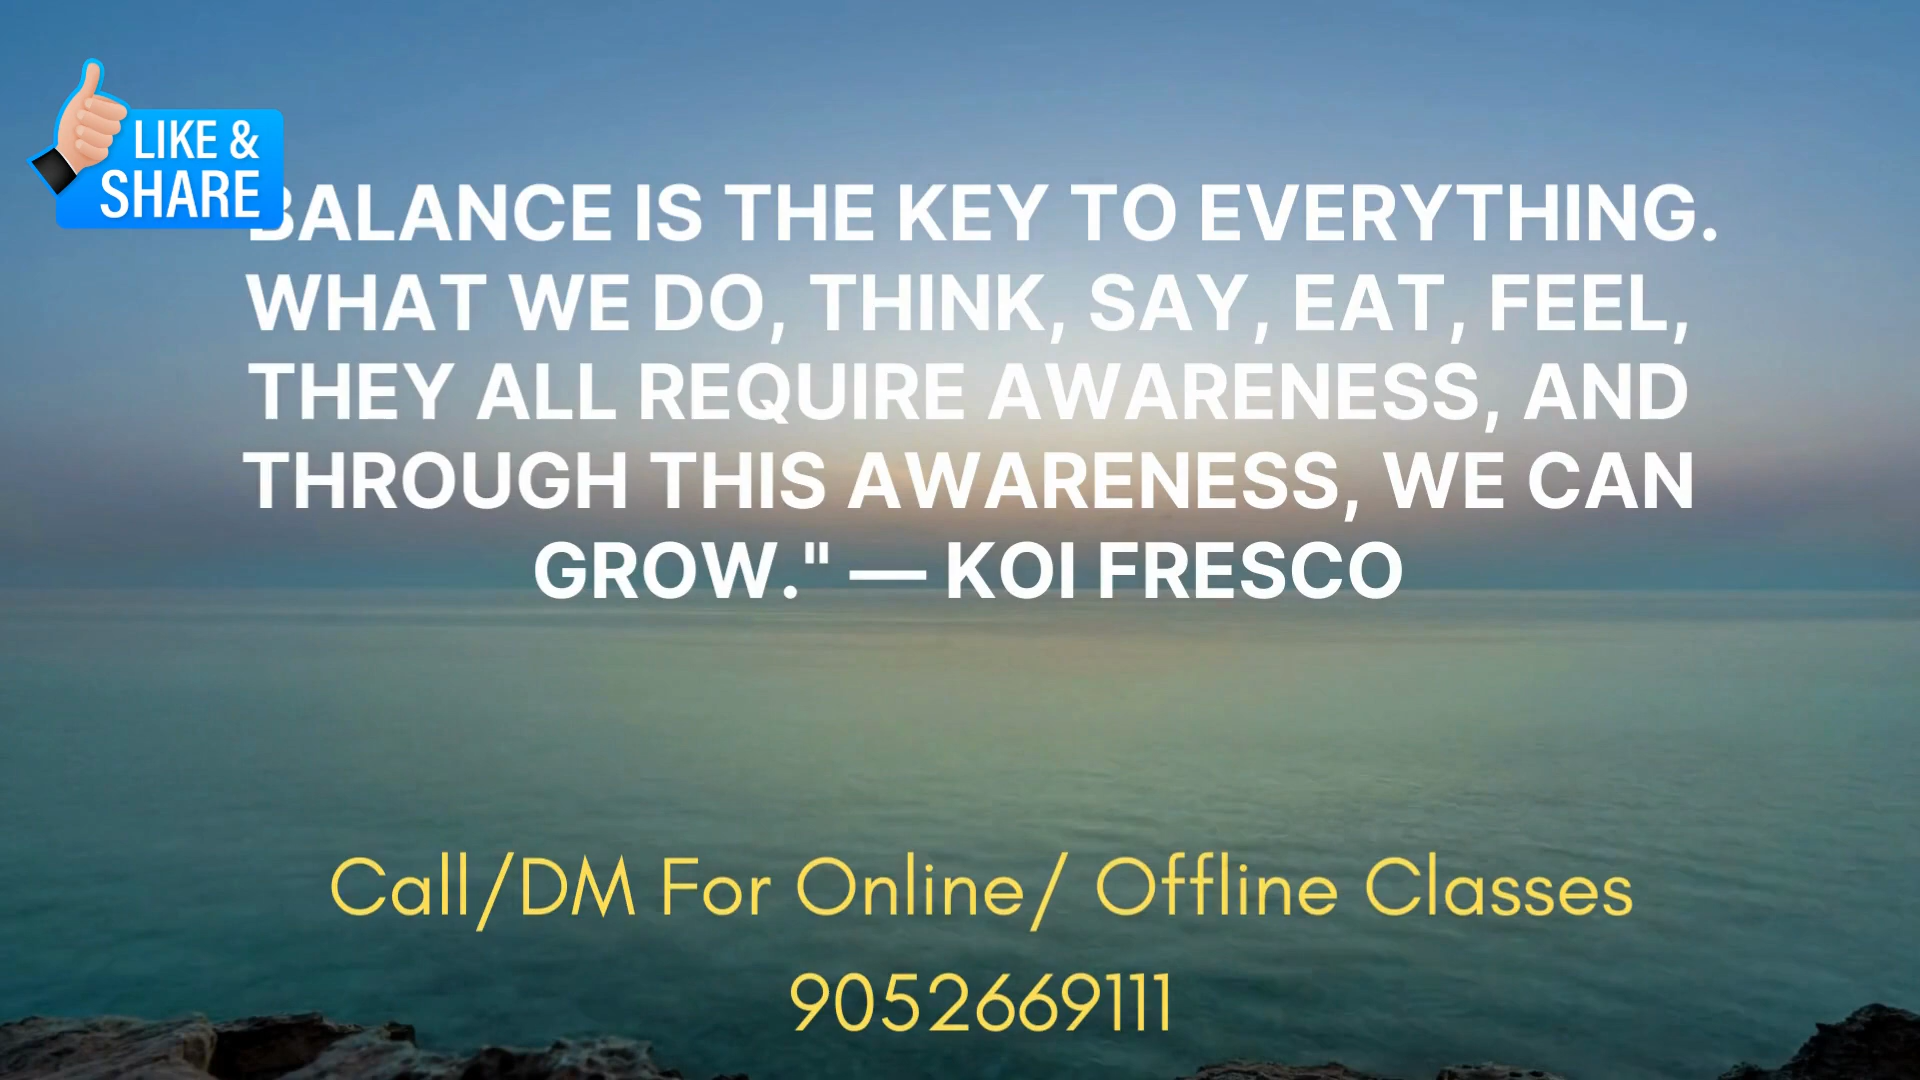 LIKE &
SHARE
BALANCE IS THE KEY TO EVERYTHING.
WHAT WE DO, THINK, SAY, EAT, FEEL,
THEY ALL REQUIRE AWARENESS, AND
THROUGH THIS AWARENESS, WE CAN
GROW." — KOI FRESCO
Call/DM For Online/ Offline Classes
9052669111